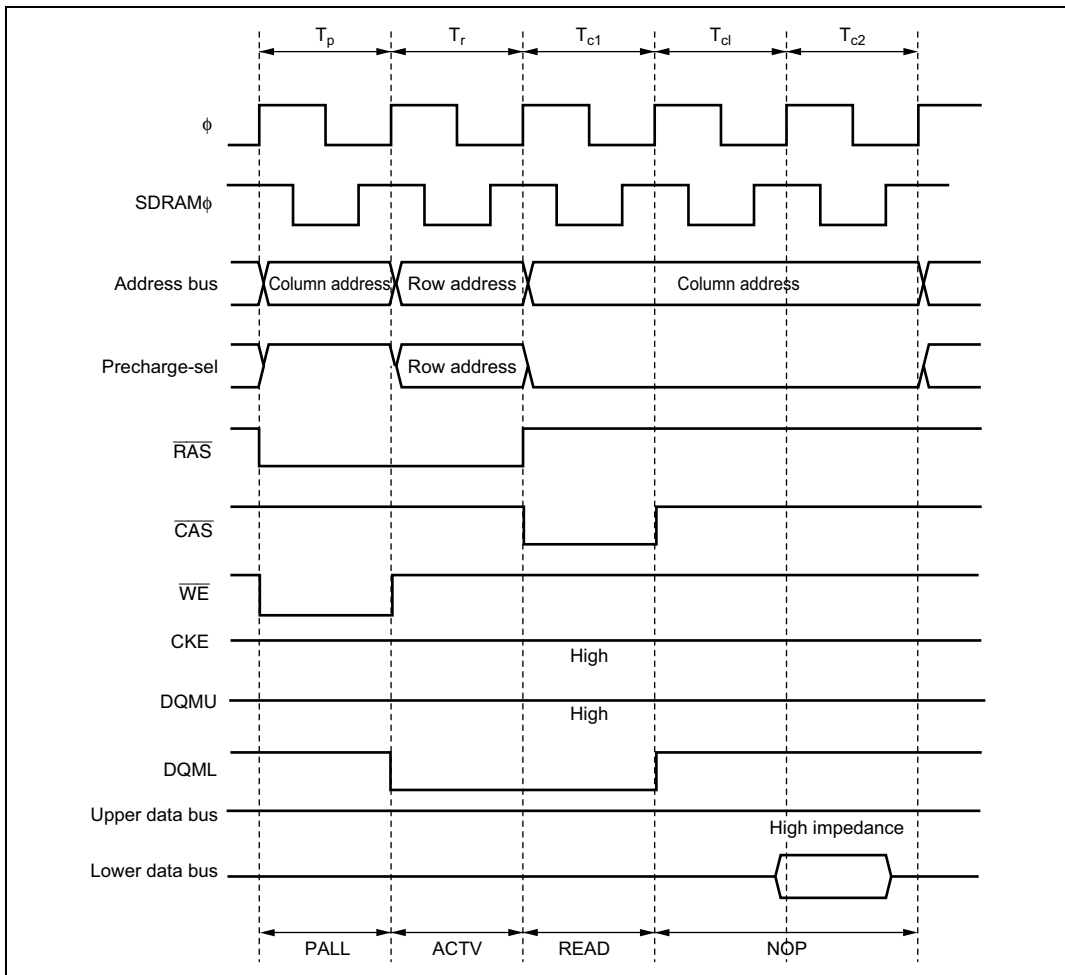 Tp Tr Tc1 Tcl Tc2
ϕ
SDRAMϕ
Address bus Column address Row address Column address
Precharge-sel Row address
RAS
CAS
WE
CKE
High
DQMU
High
DQML
Upper data bus
High impedance
Lower data bus
PALL ACTV READ NOP